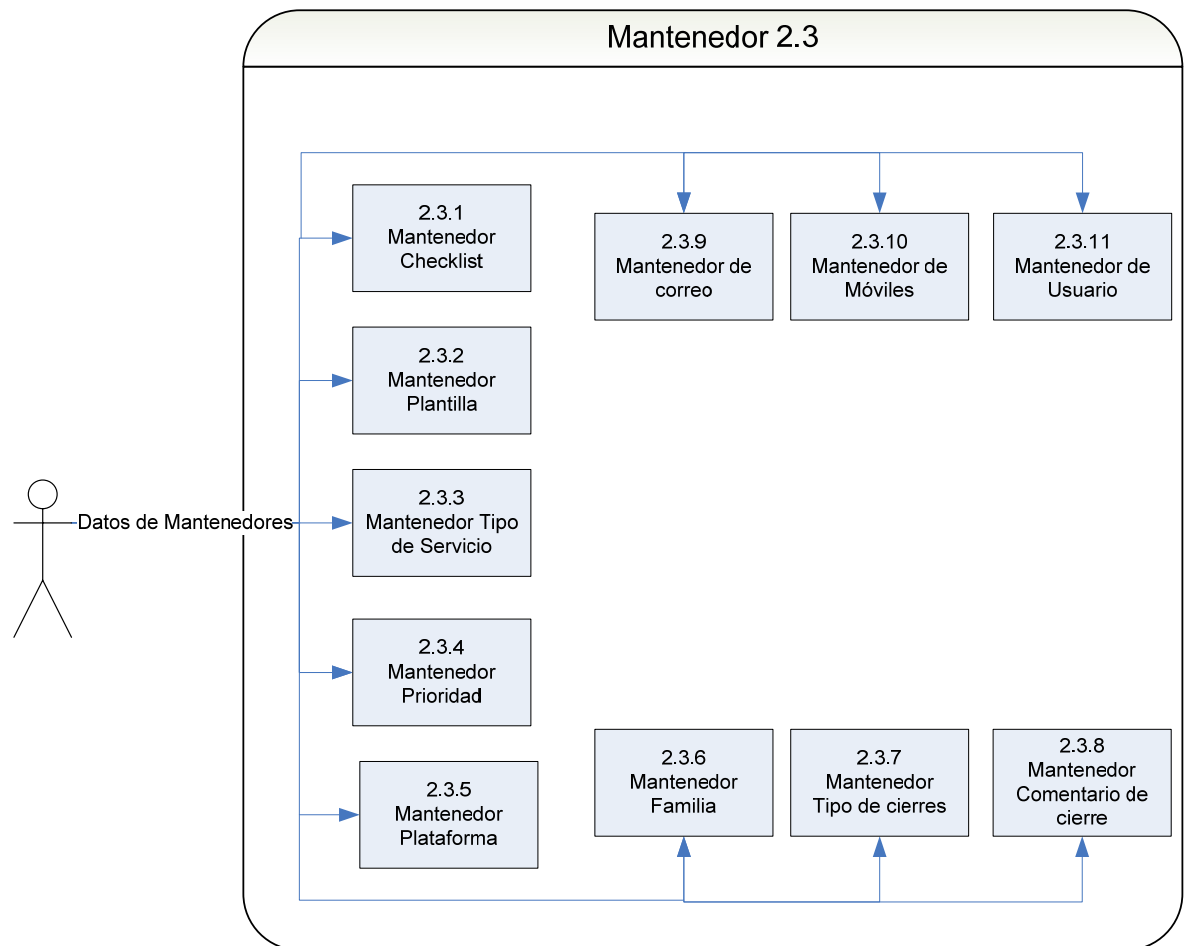 Mantenedor 2.3
2.3.1
Mantenedor
Checklist
2.3.9
Mantenedor de
correo
2.3.10
Mantenedor de
Móviles
2.3.11
Mantenedor de
Usuario
2.3.2
Mantenedor
Plantilla
Datos de Mantenedores
2.3.3
Mantenedor Tipo
de Servicio
2.3.4
Mantenedor
Prioridad
2.3.5
Mantenedor
Plataforma
2.3.6
Mantenedor
Familia
2.3.7
Mantenedor
Tipo de cierres
2.3.8
Mantenedor
Comentario de
cierre